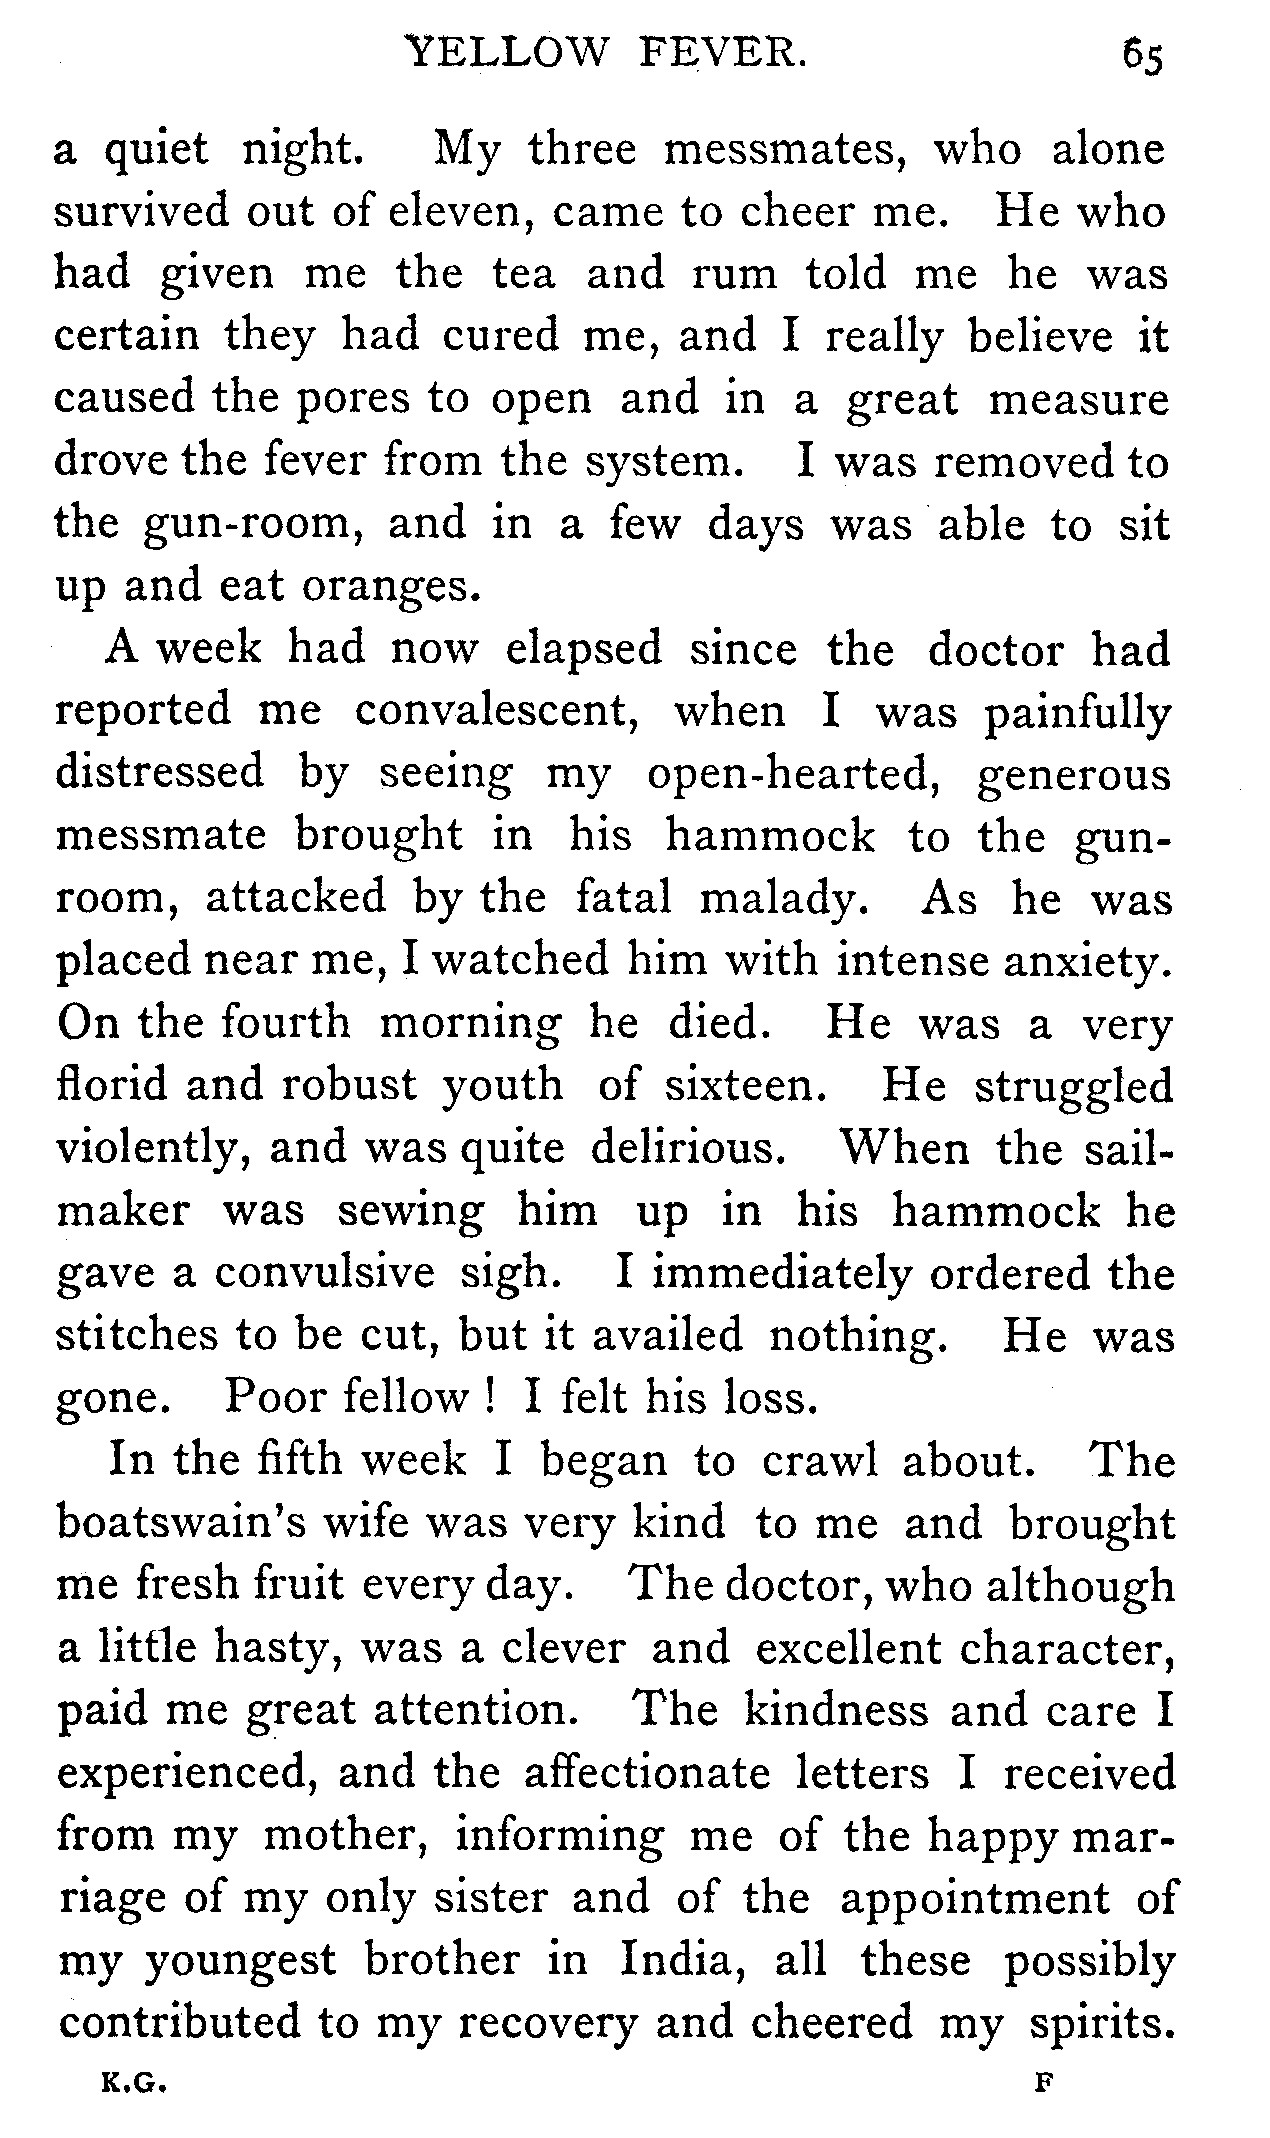 YELLOW FEVER. 65
a quiet night. My three messmates, who alone
survived out of eleven, came to cheer me. He who
had given me the tea and rum told me he was
certain they had cured me, and I really believe it
caused the pores to open and in a great measure
drove the fever from the system. I was removed to
the gun-room, and in a few days was able to sit
up and eat oranges.
A week had now elapsed since the doctor had
reported me convalescent, when I was painfully
distressed by seeing my open-hearted, generous
messmate brought in his hammock to the gun-
room, attacked by the fatal malady. As he was
placed near me, I watched him with intense anxiety.
On the fourth morning he died. He was a very
florid and robust youth of sixteen. He struggled
violently, and was quite delirious. When the sail-
maker was sewing him up in his hammock he
gave a convulsive sigh. I immediately ordered the
stitches to be cut, but it availed nothing. He was
gone. Poor fellow ! I felt his loss.
In the fifth week I began to crawl about. The
boatswain's wife was very kind to me and brought
me fresh fruit every day. The doctor, who although
a little hasty, was a clever and excellent character,
paid me great attention. The kindness and care I
experienced, and the affectionate letters I received
from my mother, informing me of the happy mar-
riage of my only sister and of the appointment of
my youngest brother in India, all these possibly
contributed to my recovery and cheered my spirits.
K.G. F